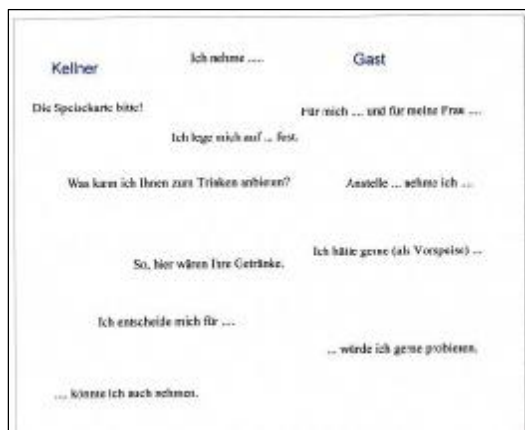 Ich nehme ....
Kellner
Gast
Die Speisekarte bitte!
Für mich ... und für meine Frau ....
Ich lege mich auf ... fest.
Was kann ich Ihnen zum Trinken anbieten?
Anstelle ... nehme ich ...
Ich hätte gerne (als Vorspeise) ...
So, hier wären Ihre Getränke.
Ich entscheide mich für ....
... würde ich gerne probieren.
.... könnte ich auch nehmen.